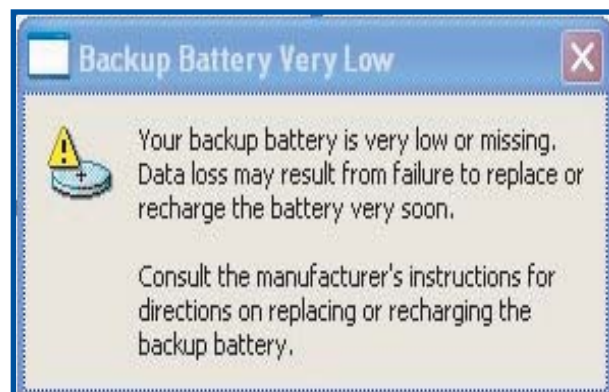 Backup Battery Very Low
Your backup battery is very low or missing.
Data loss may result from failure to replace or
recharge the battery very soon.
Consult the manufacturer's instructions for
directions on replacing or recharging the
backup battery.